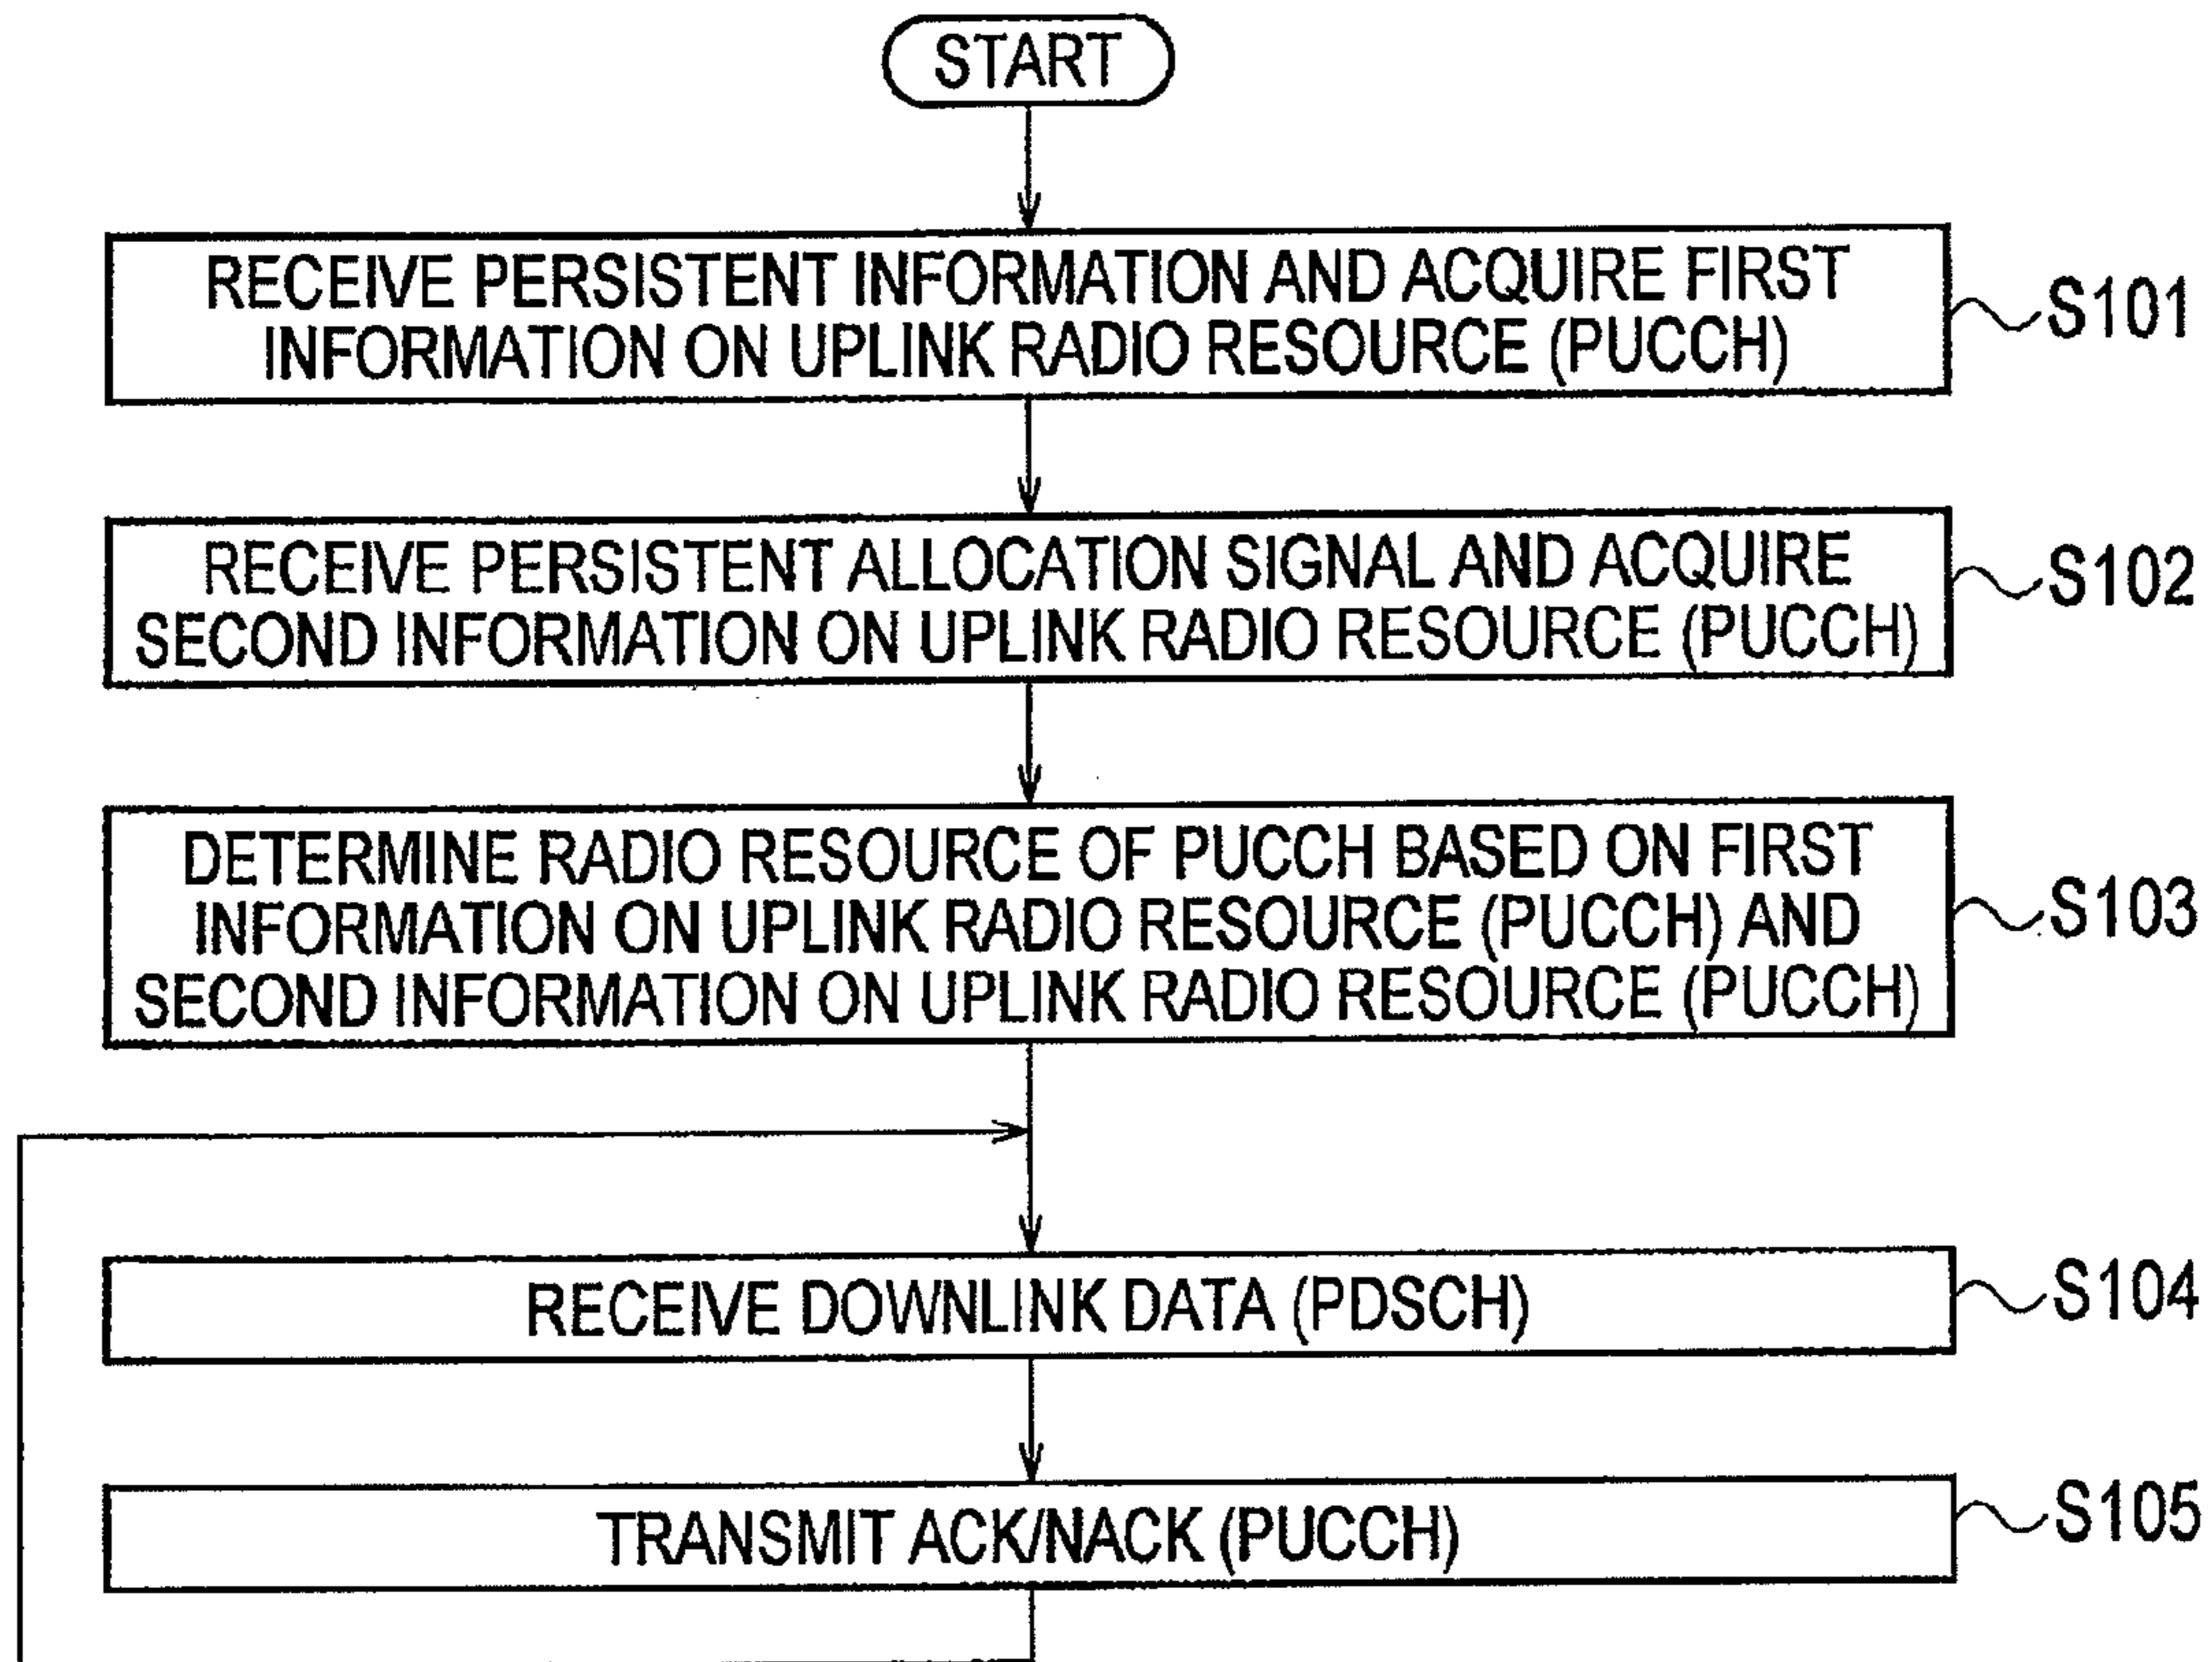 START
RECEIVE PERSISTENT INFORMATION AND ACQUIRE FIRST
INFORMATION ON UPLINK RADIO RESOURCE (PUCCH)
S101
RECEIVE PERSISTENT ALLOCATION SIGNAL AND ACQUIRE
SECOND INFORMATION ON UPLINK RADIO RESOURCE (PUCCH)
S102
DETERMINE RADIO RESOURCE OF PUCCH BASED ON FIRST
INFORMATION ON UPLINK RADIO RESOURCE (PUCCH) AND
SECOND INFORMATION ON UPLINK RADIO RESOURCE (PUCCH)
S103
RECEIVE DOWNLINK DATA (PDSCH)
S104
TRANSMIT ACK/NACK (PUCCH)
S105